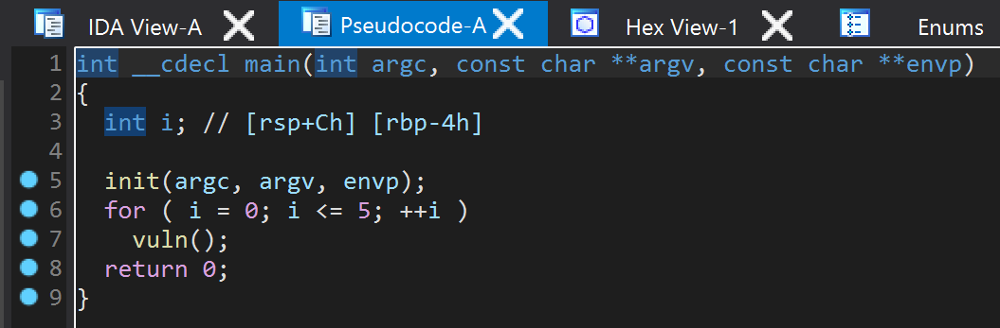 IDA View-A Pseudocode-A Hex View-1 Enums
1 int __cdecl main(int argc, const char **argv, const char **envp)
2 {
3   int i; // [rsp+Ch] [rbp-4h]
4
5   init(argc, argv, envp);
6   for ( i = 0; i <= 5; ++i )
7     vuln();
8   return 0;
9 }